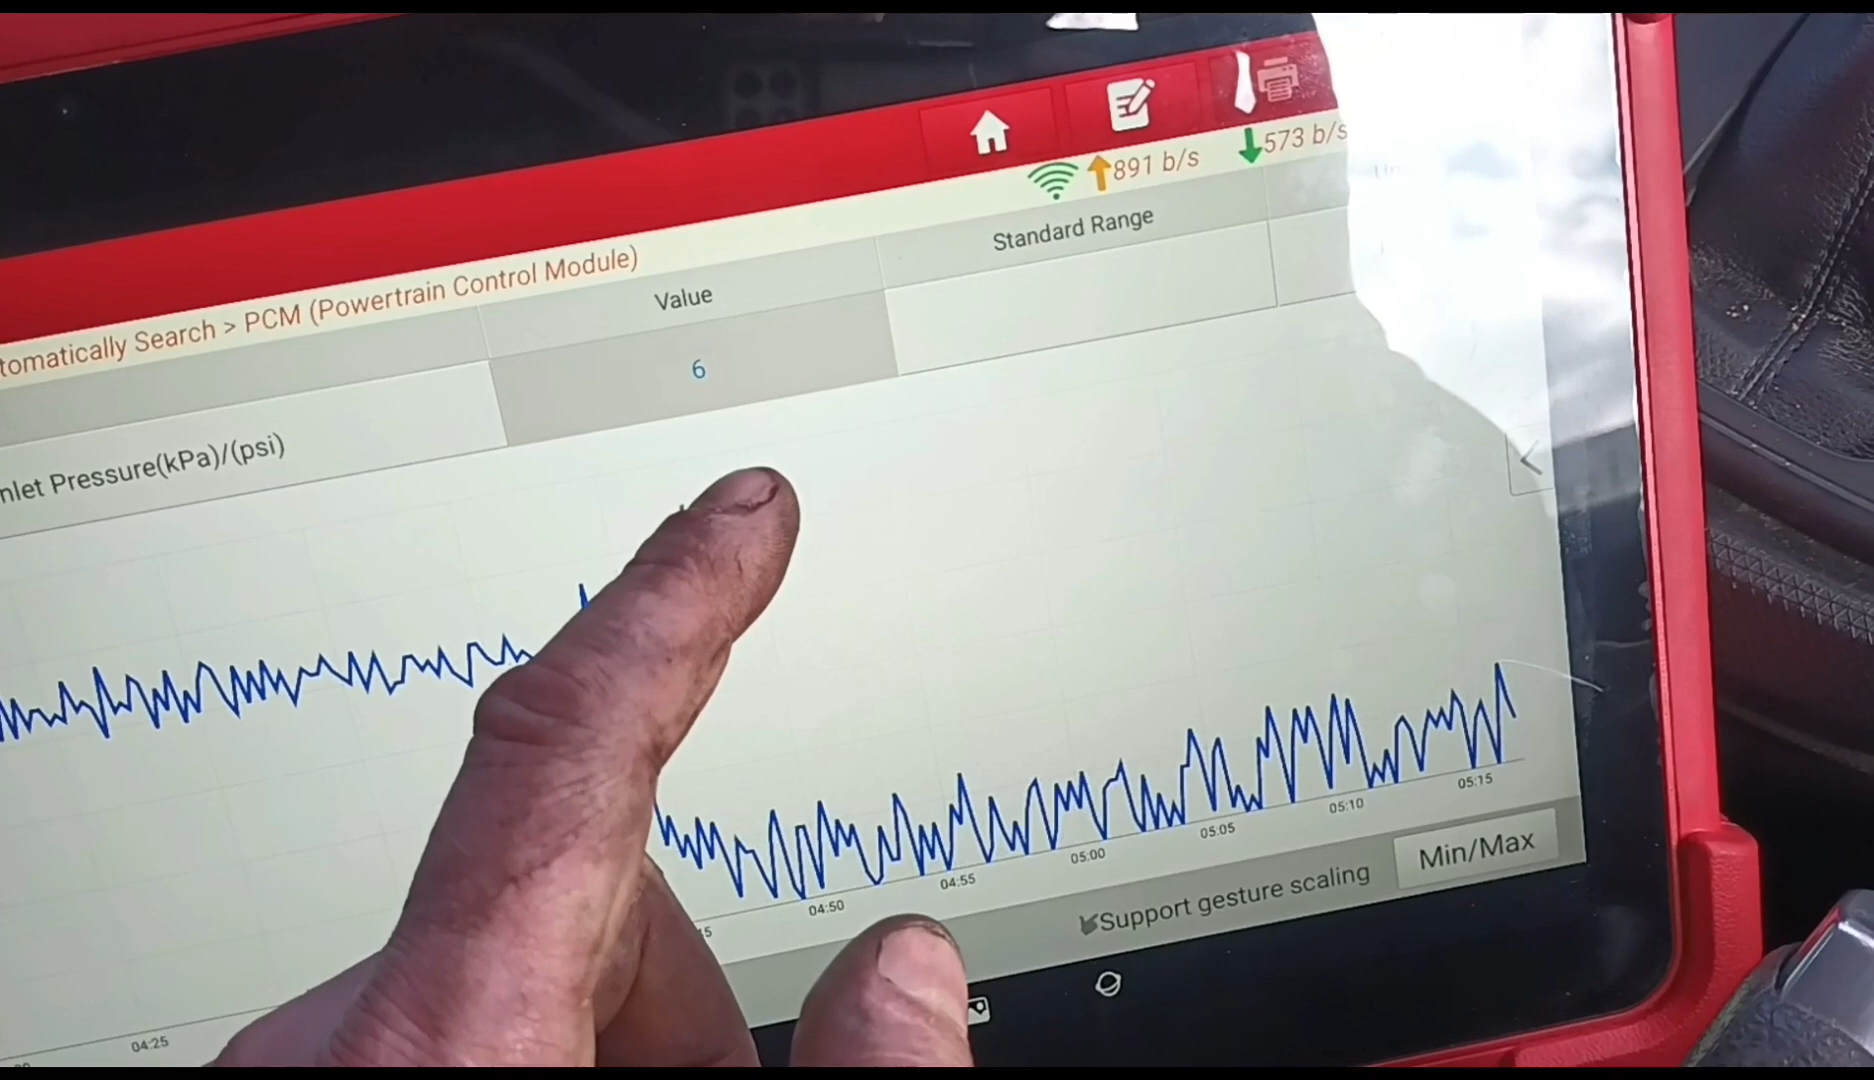 891 b/s
573 b/s
tomatically Search > PCM (Powertrain Control Module)
Value
Standard Range
nlet Pressure(kPa)/(psi)
6
04:25
04:50
04:55
05:00
05:05
05:10
05:15
Support gesture scaling
Min/Max